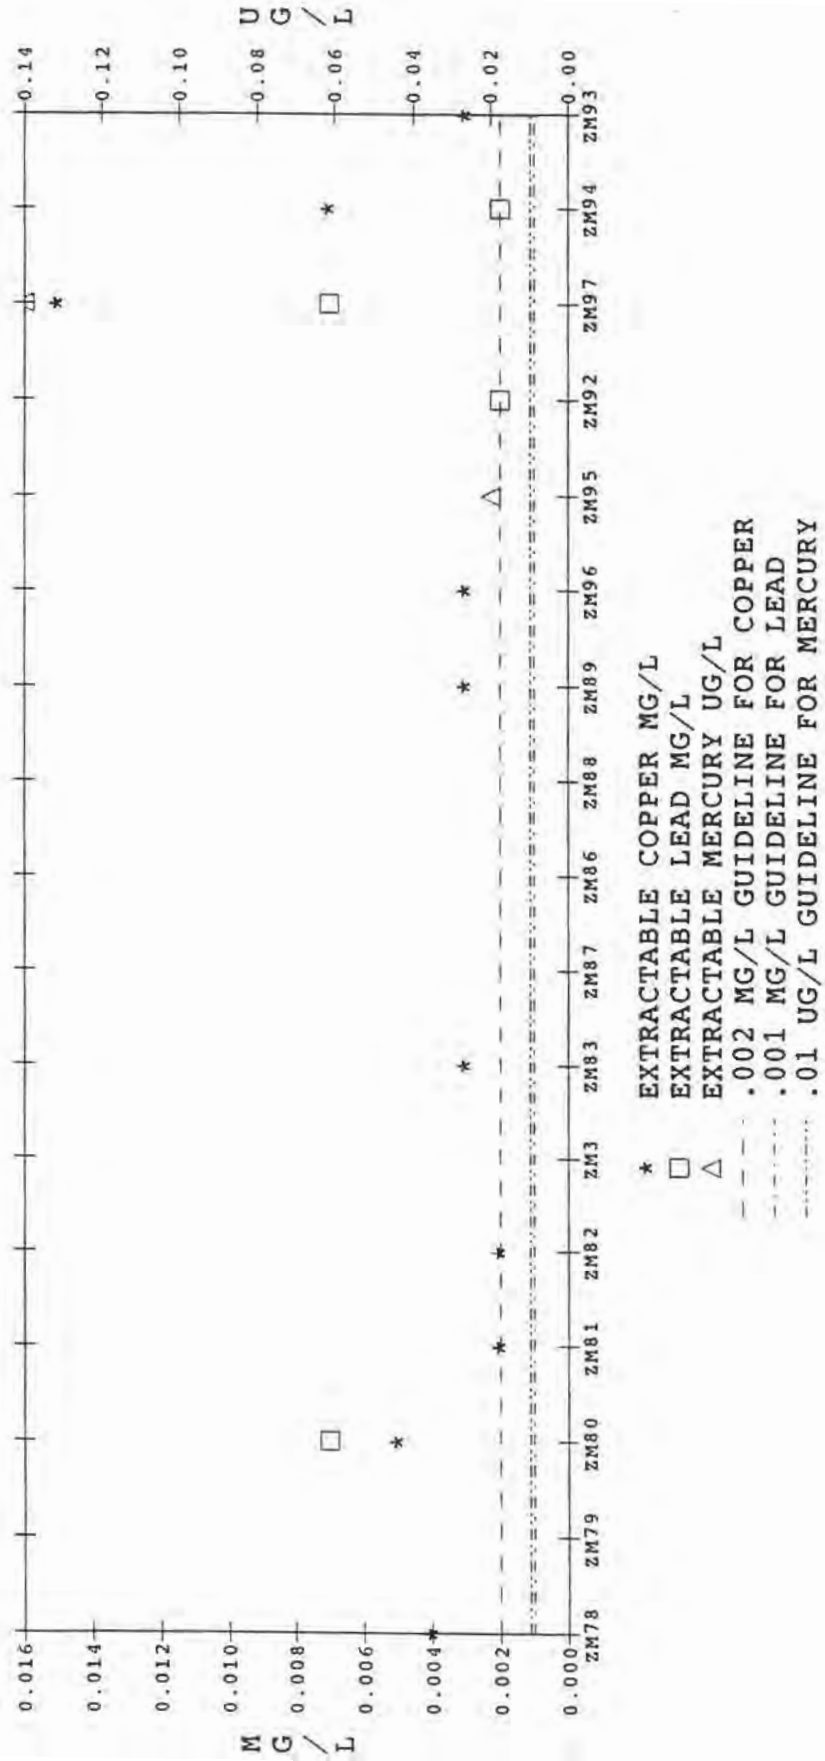 M G / L
0.016
0.014
0.012
0.010
0.008
0.006
0.004
0.002
0.000
U G / L
0.14
0.12
0.10
0.08
0.06
0.04
0.02
0.00
ZM78 ZM79 ZM80 ZM81 ZM82 ZM3 ZM83 ZM87 ZM86 ZM88 ZM89 ZM96 ZM95 ZM92 ZM97 ZM94 ZM93
EXTRACTABLE COPPER MG/L
EXTRACTABLE LEAD MG/L
EXTRACTABLE MERCURY UG/L
.002 MG/L GUIDELINE FOR COPPER
.001 MG/L GUIDELINE FOR LEAD
.01 UG/L GUIDELINE FOR MERCURY